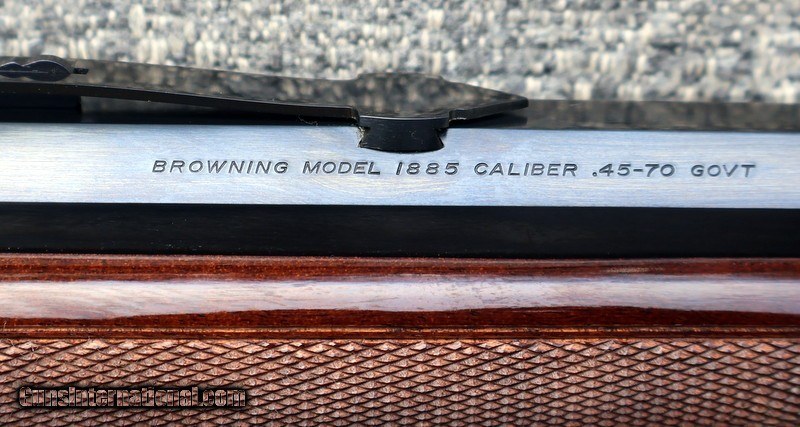 BROWNING MODEL 1885 CALIBER .45-70 GOVT
GunsInternational.com